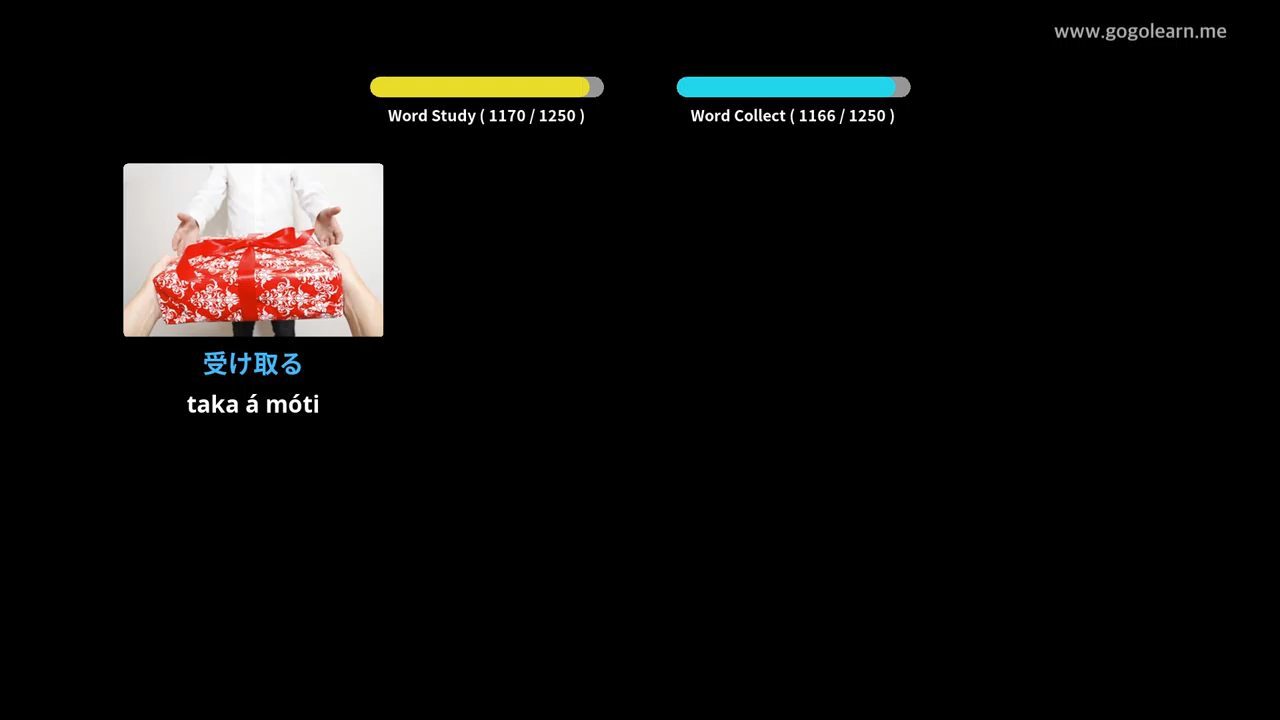 www.gogolearn.me
Word Study ( 1170 / 1250 )
Word Collect ( 1166 / 1250 )
受け取る
taka á móti